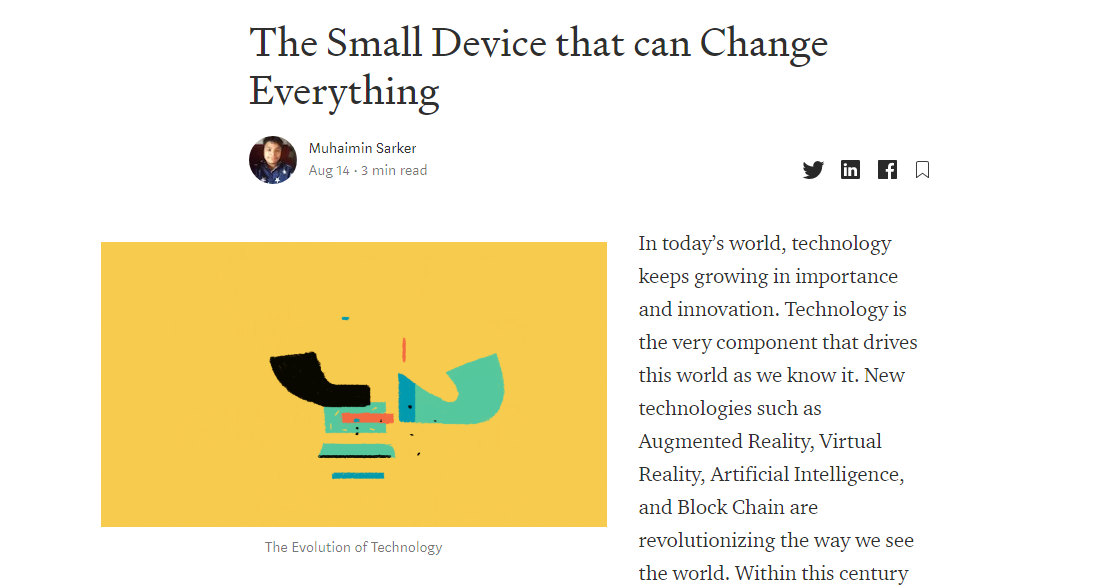 The Small Device that can Change
Everything
Muhaimin Sarker
Aug 14 · 3 min read
The Evolution of Technology
In today’s world, technology
keeps growing in importance
and innovation. Technology is
the very component that drives
this world as we know it. New
technologies such as
Augmented Reality, Virtual
Reality, Artificial Intelligence,
and Block Chain are
revolutionizing the way we see
the world. Within this century